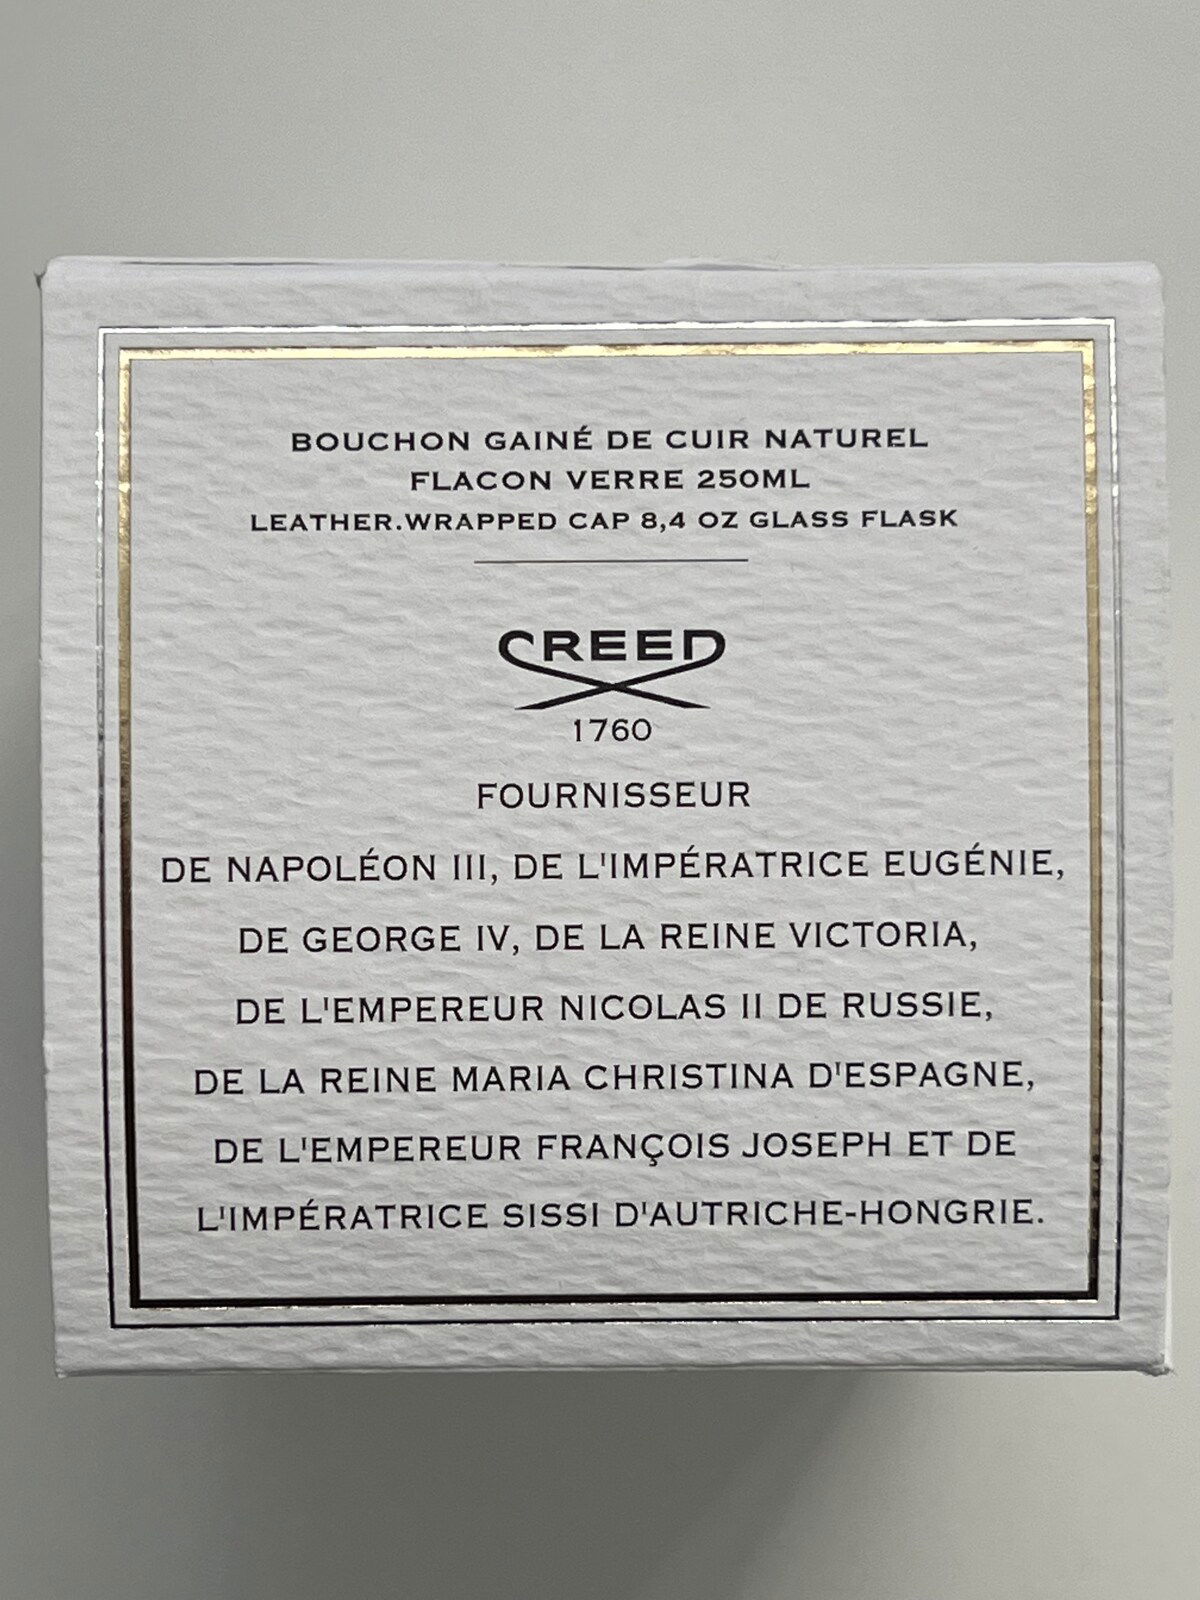 BOUCHON GAINÉ DE CUIR NATUREL
FLACON VERRE 250ML
LEATHER.WRAPPED CAP 8,4 OZ GLASS FLASK
CREED
1760
FOURNISSEUR
DE NAPOLÉON III, DE L'IMPÉRATRICE EUGÉNIE,
DE GEORGE IV, DE LA REINE VICTORIA,
DE L'EMPEREUR NICOLAS II DE RUSSIE,
DE LA REINE MARIA CHRISTINA D'ESPAGNE,
DE L'EMPEREUR FRANÇOIS JOSEPH ET DE
L'IMPÉRATRICE SISSI D'AUTRICHE-HONGRIE.